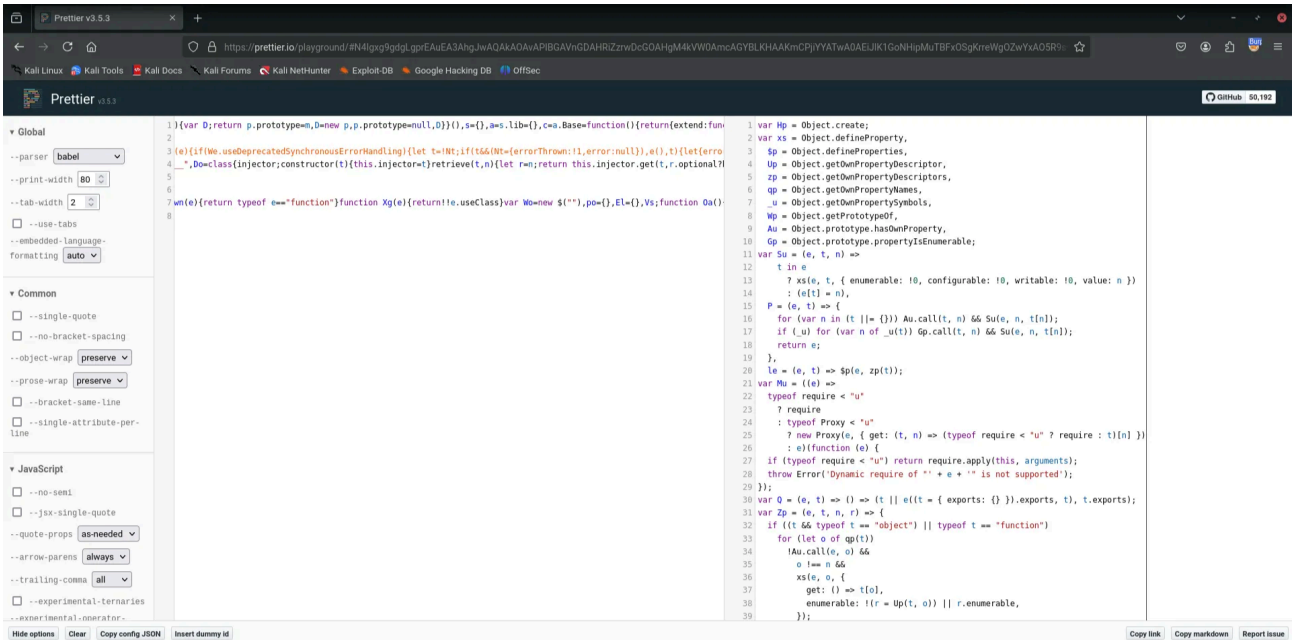 Prettier v3.5.3
https://prettier.io/playground/#N4Igxg9gdgLgprEAuEA3AhgJwAQAkAOAvAPIBGAVnGDAHRiZzrwDcGOAHgM4kVW0AmcAGYBLKHAAKmCPjiYYATwA0AEiJIK1GoNHipMuTBFxOSgKrreWgOZwYxAO5R9
Kali Linux
Kali Tools
Kali Docs
Kali Forums
Kali NetHunter
Exploit-DB
Google Hacking DB
OffSec
Prettier v3.5.3
GitHub 50,192
Global
--parser babel
--print-width 80
--tab-width 2
--use-tabs
--embedded-language-
formatting auto
Common
--single-quote
--no-bracket-spacing
--object-wrap preserve
--prose-wrap preserve
--bracket-same-line
--single-attribute-per-
line
JavaScript
--no-semi
--jsx-single-quote
--quote-props as-needed
--arrow-parens always
--trailing-comma all
--experimental-ternaries
--experimental-operator-
1 ){var D;return p.prototype=m,D=new p,p.prototype=null,D}}(),s={},a=s.lib={},c=a.Base=function(){return{extend:fun
2
3 (e){if(We.useDeprecatedSynchronousErrorHandling){let t=!Nt;if(t&&(Nt={errorThrown:!1,error:null}),e(),t){let{erro
4 __",Do=class{injector;constructor(t){this.injector=t}retrieve(t,n){let r=n;return this.injector.get(t,r.optional?
5
6
7 wn(e){return typeof e=="function"}function Xg(e){return!!e.useClass}var Wo=new $(""),po={},El={},Vs;function Oa()
8
1 var Hp = Object.create;
2 var xs = Object.defineProperty,
3 $p = Object.defineProperties,
4 Up = Object.getOwnPropertyDescriptor,
5 zp = Object.getOwnPropertyDescriptors,
6 qp = Object.getOwnPropertyNames,
7 _u = Object.getOwnPropertySymbols,
8 Wp = Object.getPrototypeOf,
9 Au = Object.prototype.hasOwnProperty,
10 Gp = Object.prototype.propertyIsEnumerable;
11 var Su = (e, t, n) =>
12 t in e
13 ? xs(e, t, { enumerable: !0, configurable: !0, writable: !0, value: n })
14 : (e[t] = n),
15 P = (e, t) => {
16 for (var n in (t ||= {})) Au.call(t, n) && Su(e, n, t[n]);
17 if (_u) for (var n of _u(t)) Gp.call(t, n) && Su(e, n, t[n]);
18 return e;
19 },
20 le = (e, t) => $p(e, zp(t));
21 var Mu = ((e) =>
22 typeof require < "u"
23 ? require
24 : typeof Proxy < "u"
25 ? new Proxy(e, { get: (t, n) => (typeof require < "u" ? require : t)[n] })
26 : e)(function (e) {
27 if (typeof require < "u") return require.apply(this, arguments);
28 throw Error('Dynamic require of "' + e + '" is not supported');
29 });
30 var Q = (e, t) => () => (t || e((t = { exports: {} }).exports, t), t.exports);
31 var Zp = (e, t, n, r) => {
32 if ((t && typeof t == "object") || typeof t == "function")
33 for (let o of qp(t))
34 !Au.call(e, o) &&
35 o !== n &&
36 xs(e, o, {
37 get: () => t[o],
38 enumerable: !(r = Up(t, o)) || r.enumerable,
39 });
Hide options
Clear
Copy config JSON
Insert dummy id
Copy link
Copy markdown
Report issue